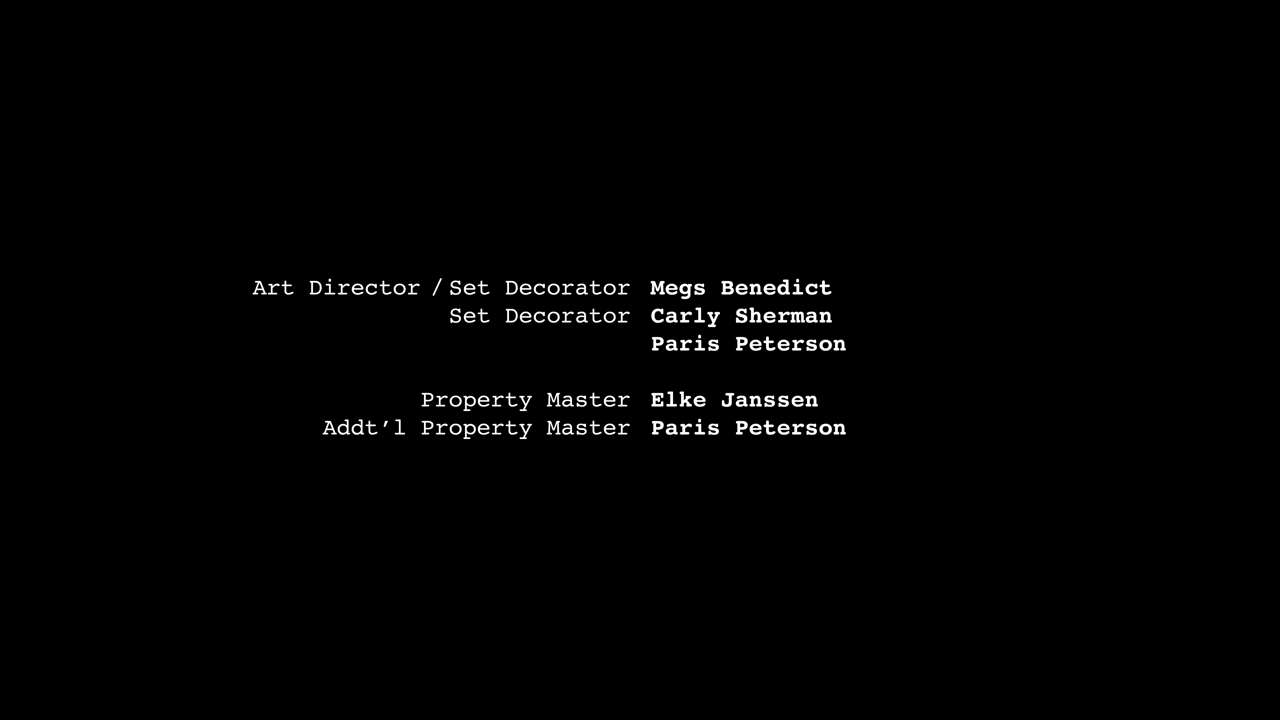 Art Director / Set Decorator Megs Benedict
Set Decorator Carly Sherman
Paris Peterson
Property Master Elke Janssen
Addt’l Property Master Paris Peterson